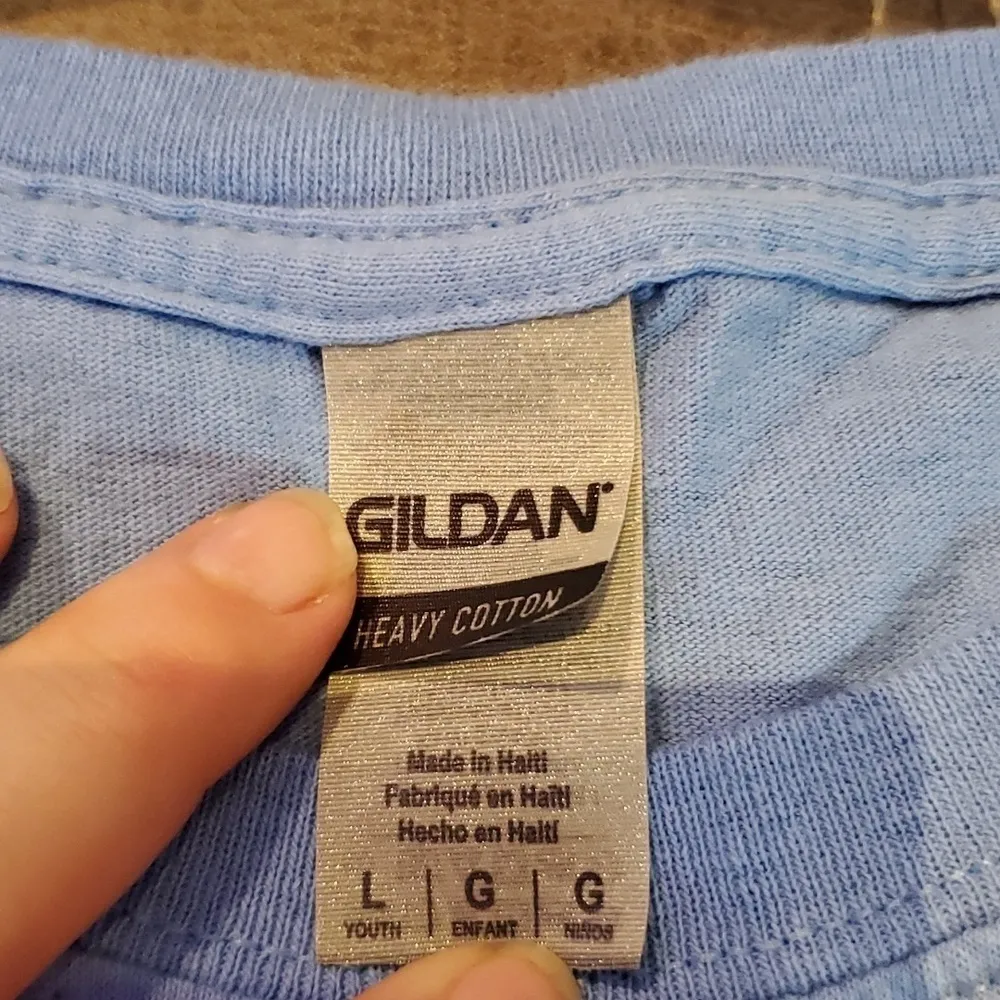 GILDAN
HEAVY COTTON
Made in Haiti
Fabriqué en Haïti
Hecho en Haití
L | G | G
YOUTH | ENFANT | NIÑOS